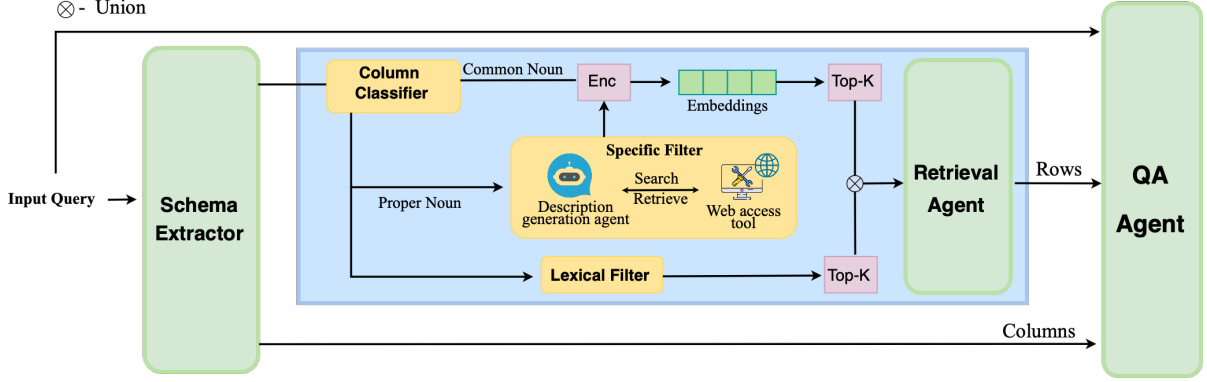 ⊗ - Union
Input Query
Schema
Extractor
Column
Classifier
Common Noun
Enc
Embeddings
Top-K
Proper Noun
Specific Filter
Description
generation agent
Search
Retrieve
Web access
tool
Lexical Filter
Top-K
Retrieval
Agent
Rows
Columns
QA
Agent